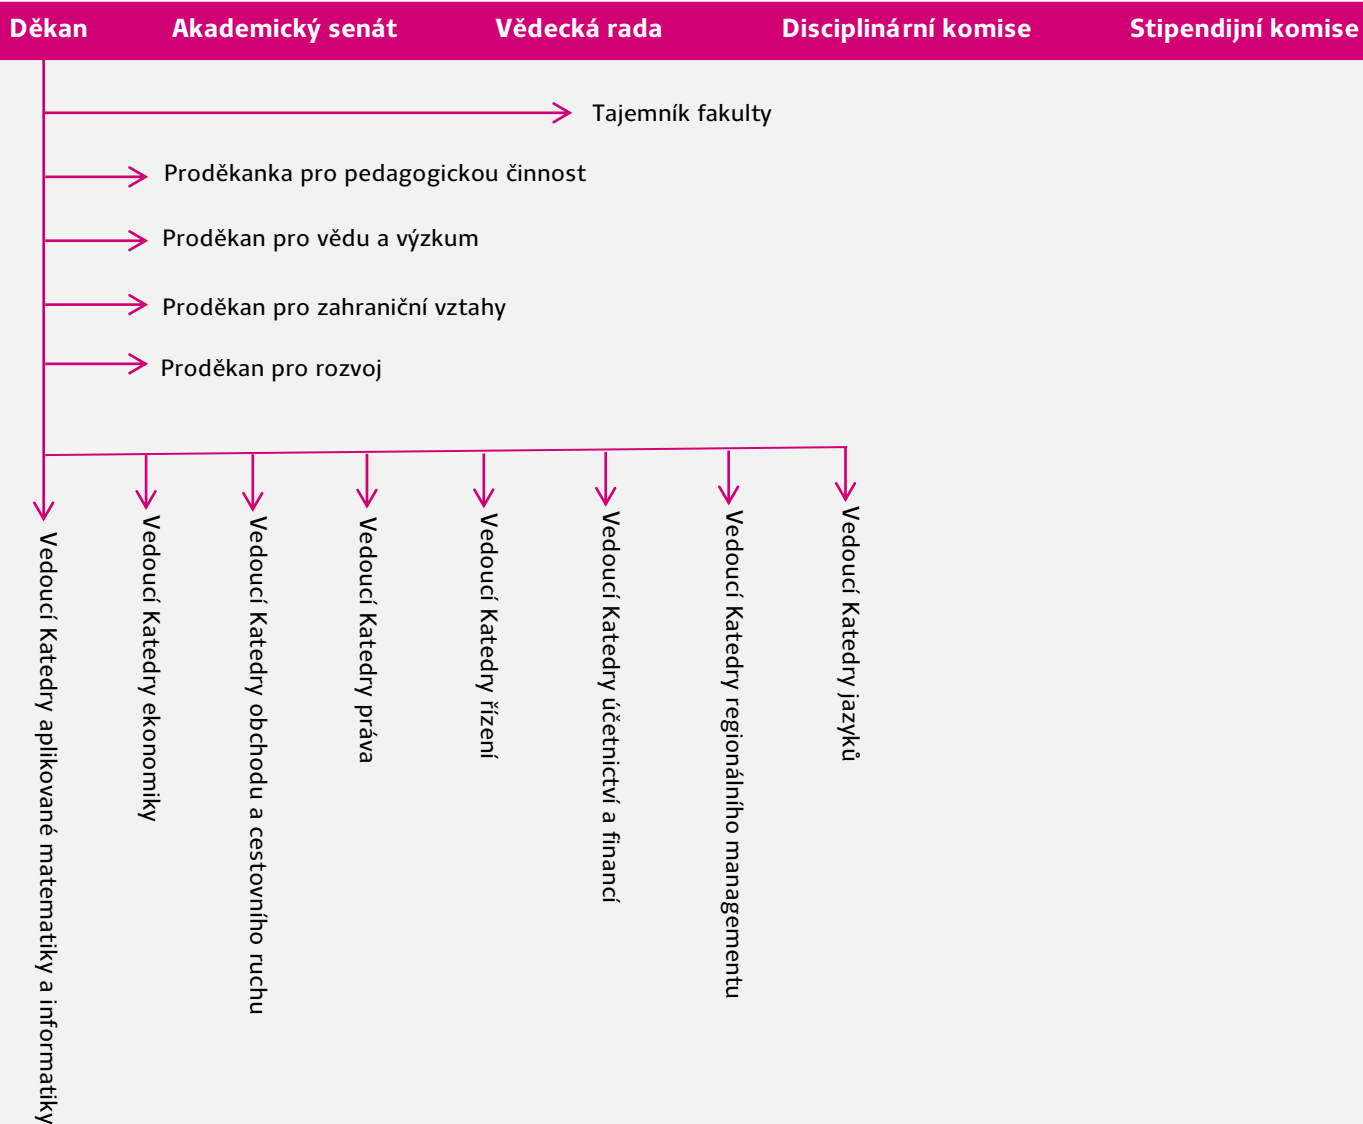 Děkan Akademický senát Vědecká rada Disciplinární komise Stipendijní komise
Tajemník fakulty
Proděkanka pro pedagogickou činnost
Proděkan pro vědu a výzkum
Proděkan pro zahraniční vztahy
Proděkan pro rozvoj
Vedoucí Katedry aplikované matematiky a informatiky
Vedoucí Katedry ekonomiky
Vedoucí Katedry obchodu a cestovního ruchu
Vedoucí Katedry práva
Vedoucí Katedry řízení
Vedoucí Katedry účetnictví a financí
Vedoucí Katedry regionálního managementu
Vedoucí Katedry jazyků